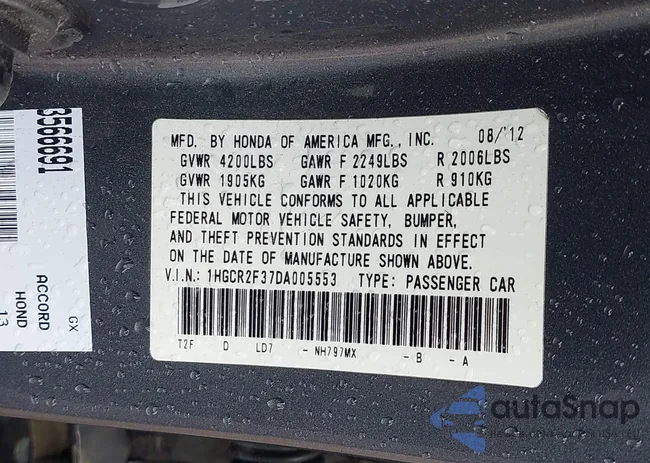 3566691
GX
ACCORD
HOND
13
MFD. BY HONDA OF AMERICA MFG., INC. 08/'12
GVWR 4200LBS GAWR F 2249LBS R 2006LBS
GVWR 1905KG GAWR F 1020KG R 910KG
THIS VEHICLE CONFORMS TO ALL APPLICABLE
FEDERAL MOTOR VEHICLE SAFETY, BUMPER,
AND THEFT PREVENTION STANDARDS IN EFFECT
ON THE DATE OF MANUFACTURE SHOWN ABOVE.
V.I.N.: 1HGCR2F37DA005553 TYPE: PASSENGER CAR
T2F D LD7 - NH797MX - B - A
autoSnap